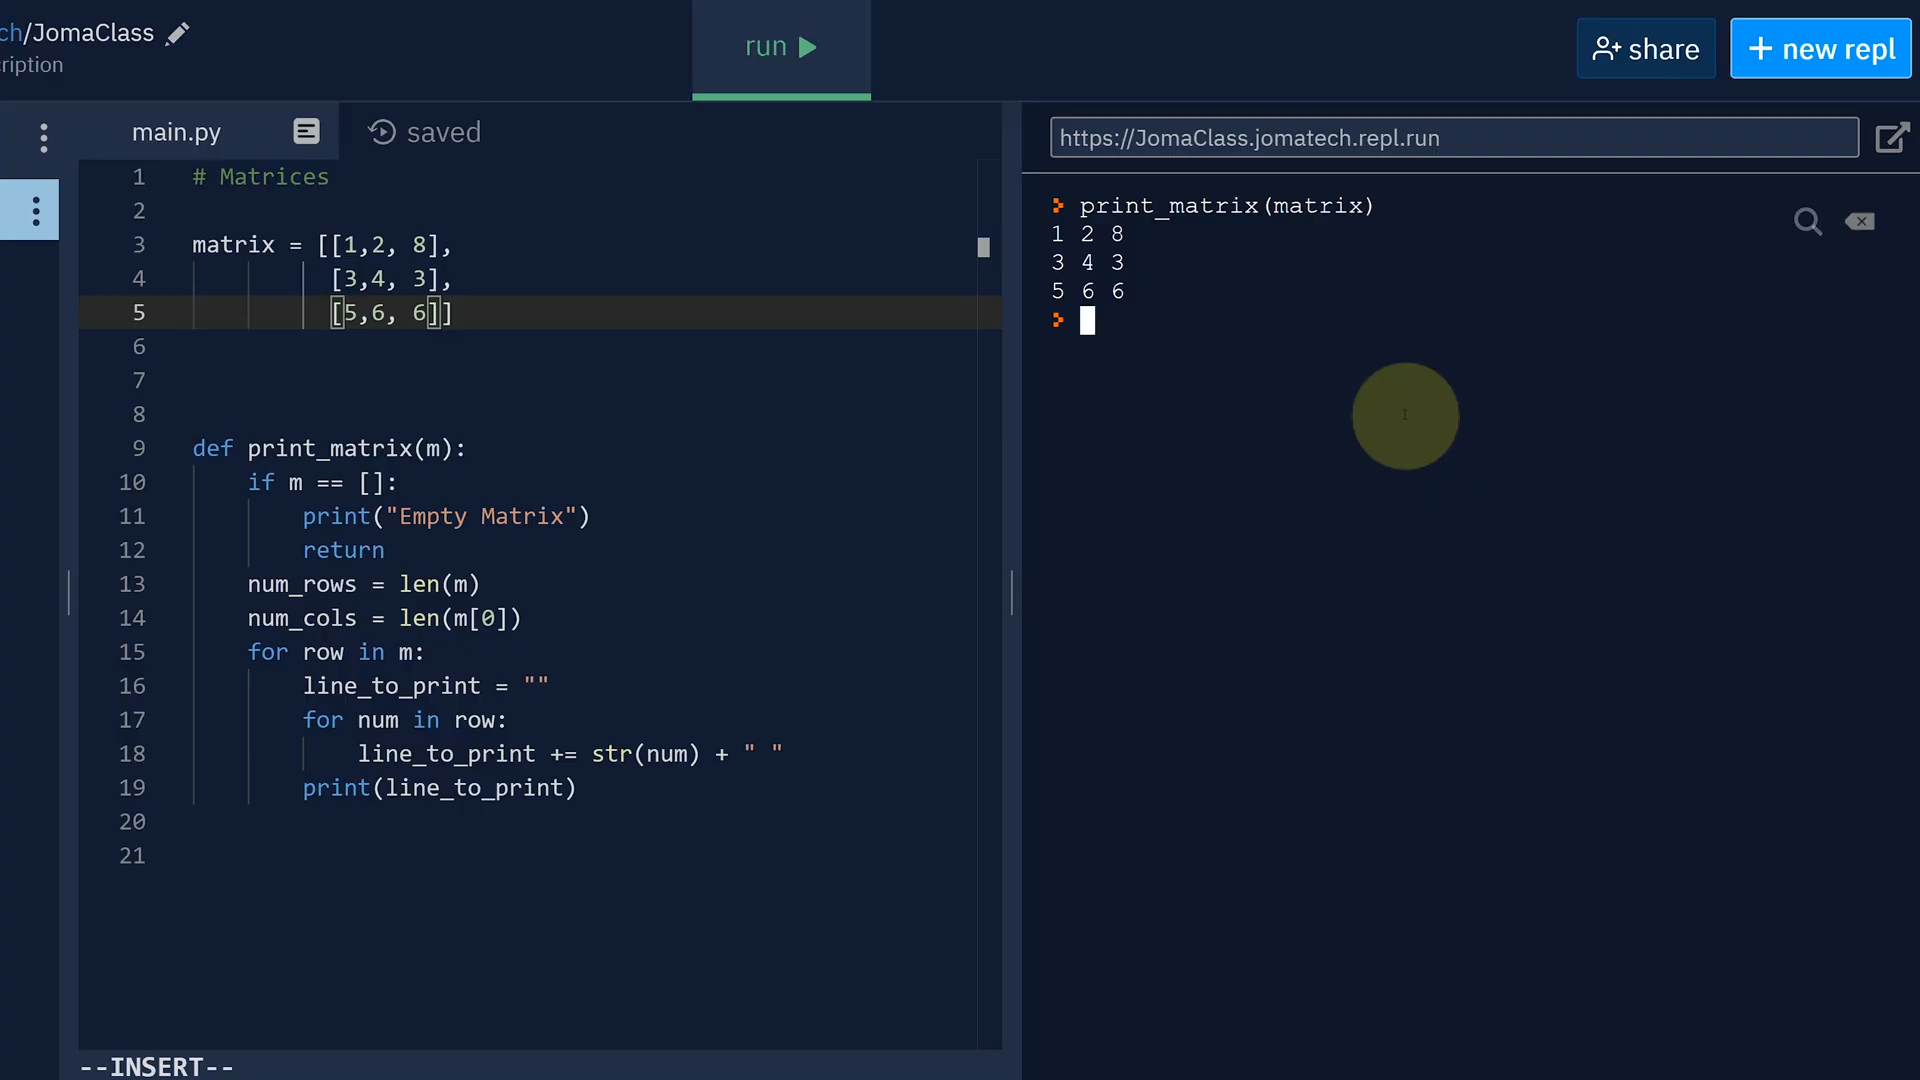 ch/JomaClass
ription
run
share
+ new repl
main.py
saved
https://JomaClass.jomatech.repl.run
1 # Matrices
2
3 matrix = [[1,2, 8],
4 [3,4, 3],
5 [5,6, 6]]
6
7
8
9 def print_matrix(m):
10 if m == []:
11 print("Empty Matrix")
12 return
13 num_rows = len(m)
14 num_cols = len(m[0])
15 for row in m:
16 line_to_print = ""
17 for num in row:
18 line_to_print += str(num) + " "
19 print(line_to_print)
20
21
--INSERT--
print_matrix(matrix)
1 2 8
3 4 3
5 6 6